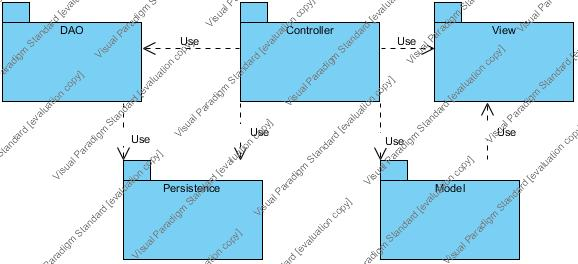 DAO
Controller
View
Use
Use
Use
Use
Use
Use
Persistence
Model
Visual Paradigm Standard [evaluation copy]